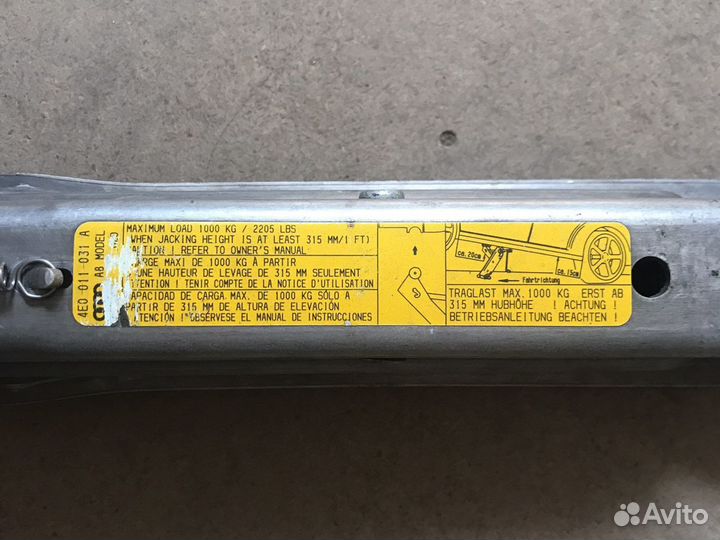 4E0 011 031 A
A8 MODEL
MAXIMUM LOAD 1000 KG / 2205 LBS
(WHEN JACKING HEIGHT IS AT LEAST 315 MM/1 FT)
CAUTION ! REFER TO OWNER'S MANUAL
MAXI DE 1000 KG À PARTIR
UNE HAUTEUR DE LEVAGE DE 315 MM SEULEMENT
ATTENTION ! TENIR COMPTE DE LA NOTICE D'UTILISATION
CAPACIDAD DE CARGA MAX. DE 1000 KG SÓLO A
PARTIR DE 315 MM DE ALTURA DE ELEVACIÓN
ATENCIÓN ! OBSÉRVESE EL MANUAL DE INSTRUCCIONES
ca. 20cm
ca. 15cm
Fahrtrichtung
TRAGLAST MAX. 1000 KG ERST AB
315 MM HUBHÖHE ! ACHTUNG !
BETRIEBSANLEITUNG BEACHTEN !
Avito